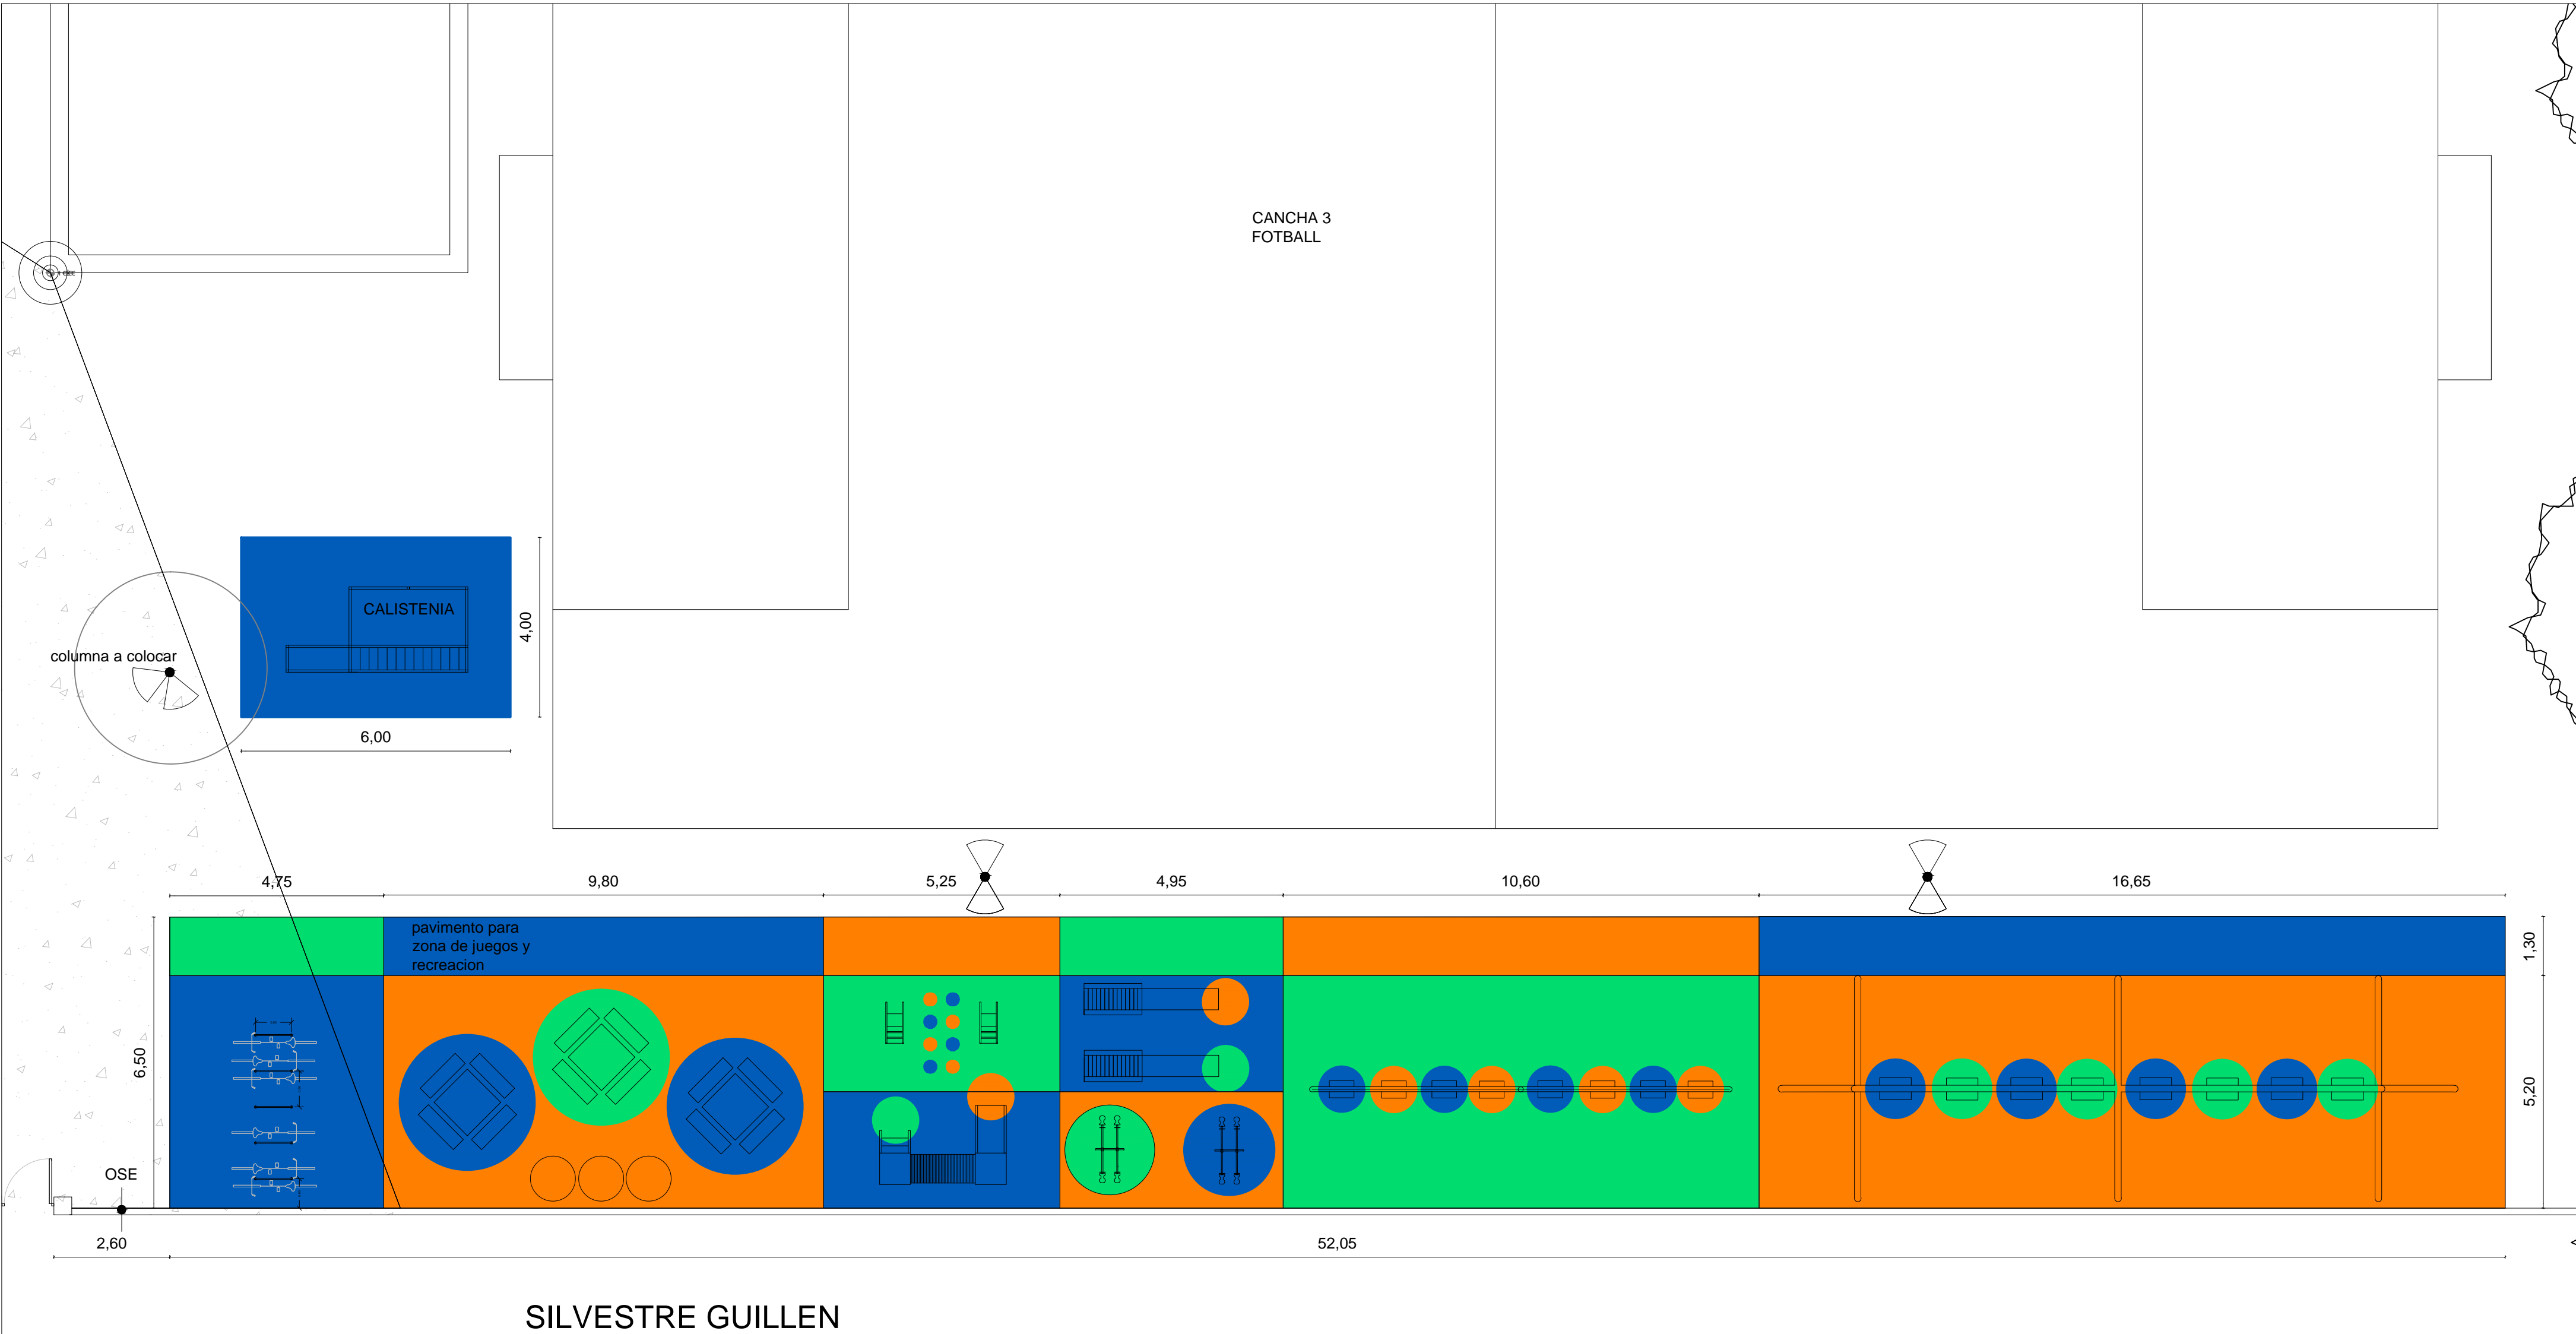 CANCHA 3
FOTBALL
CALISTENIA
4,00
columna a colocar
6,00
4,75
9,80
5,25
4,95
10,60
16,65
pavimento para
zona de juegos y
recreacion
1,30
6,50
5,20
OSE
2,60
52,05
SILVESTRE GUILLEN